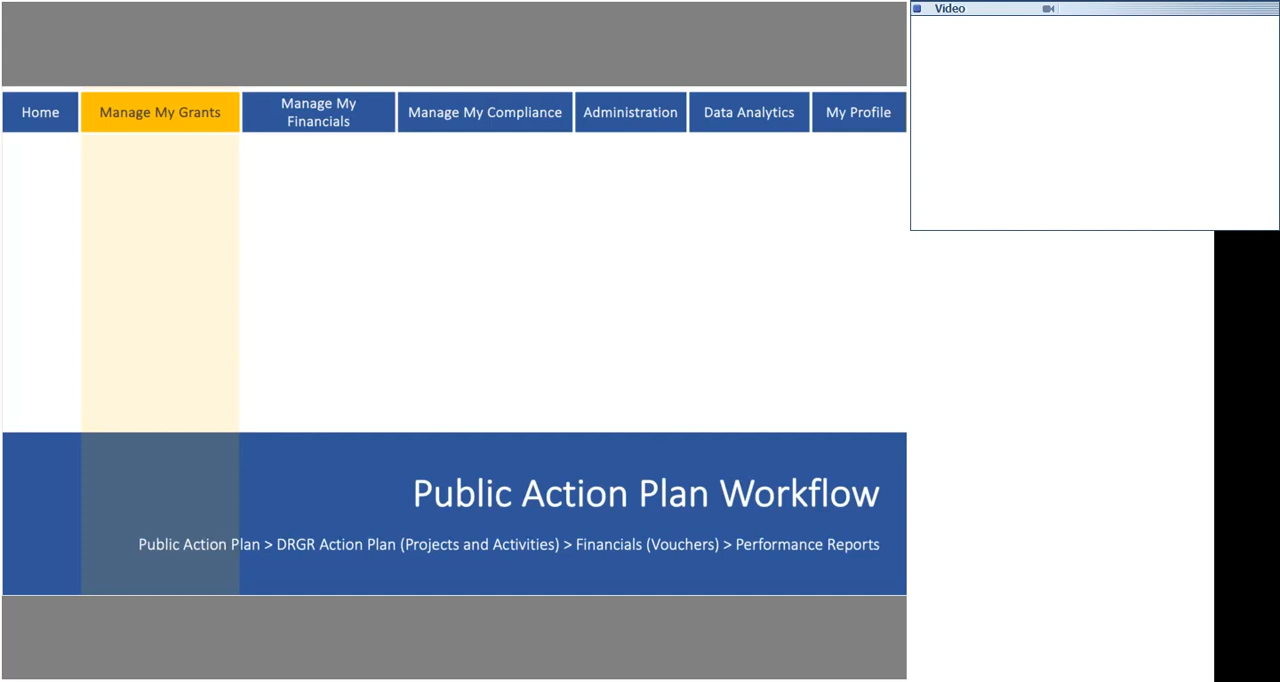 Video
Home
Manage My Grants
Manage My
Financials
Manage My Compliance
Administration
Data Analytics
My Profile
Public Action Plan Workflow
Public Action Plan > DRGR Action Plan (Projects and Activities) > Financials (Vouchers) > Performance Reports